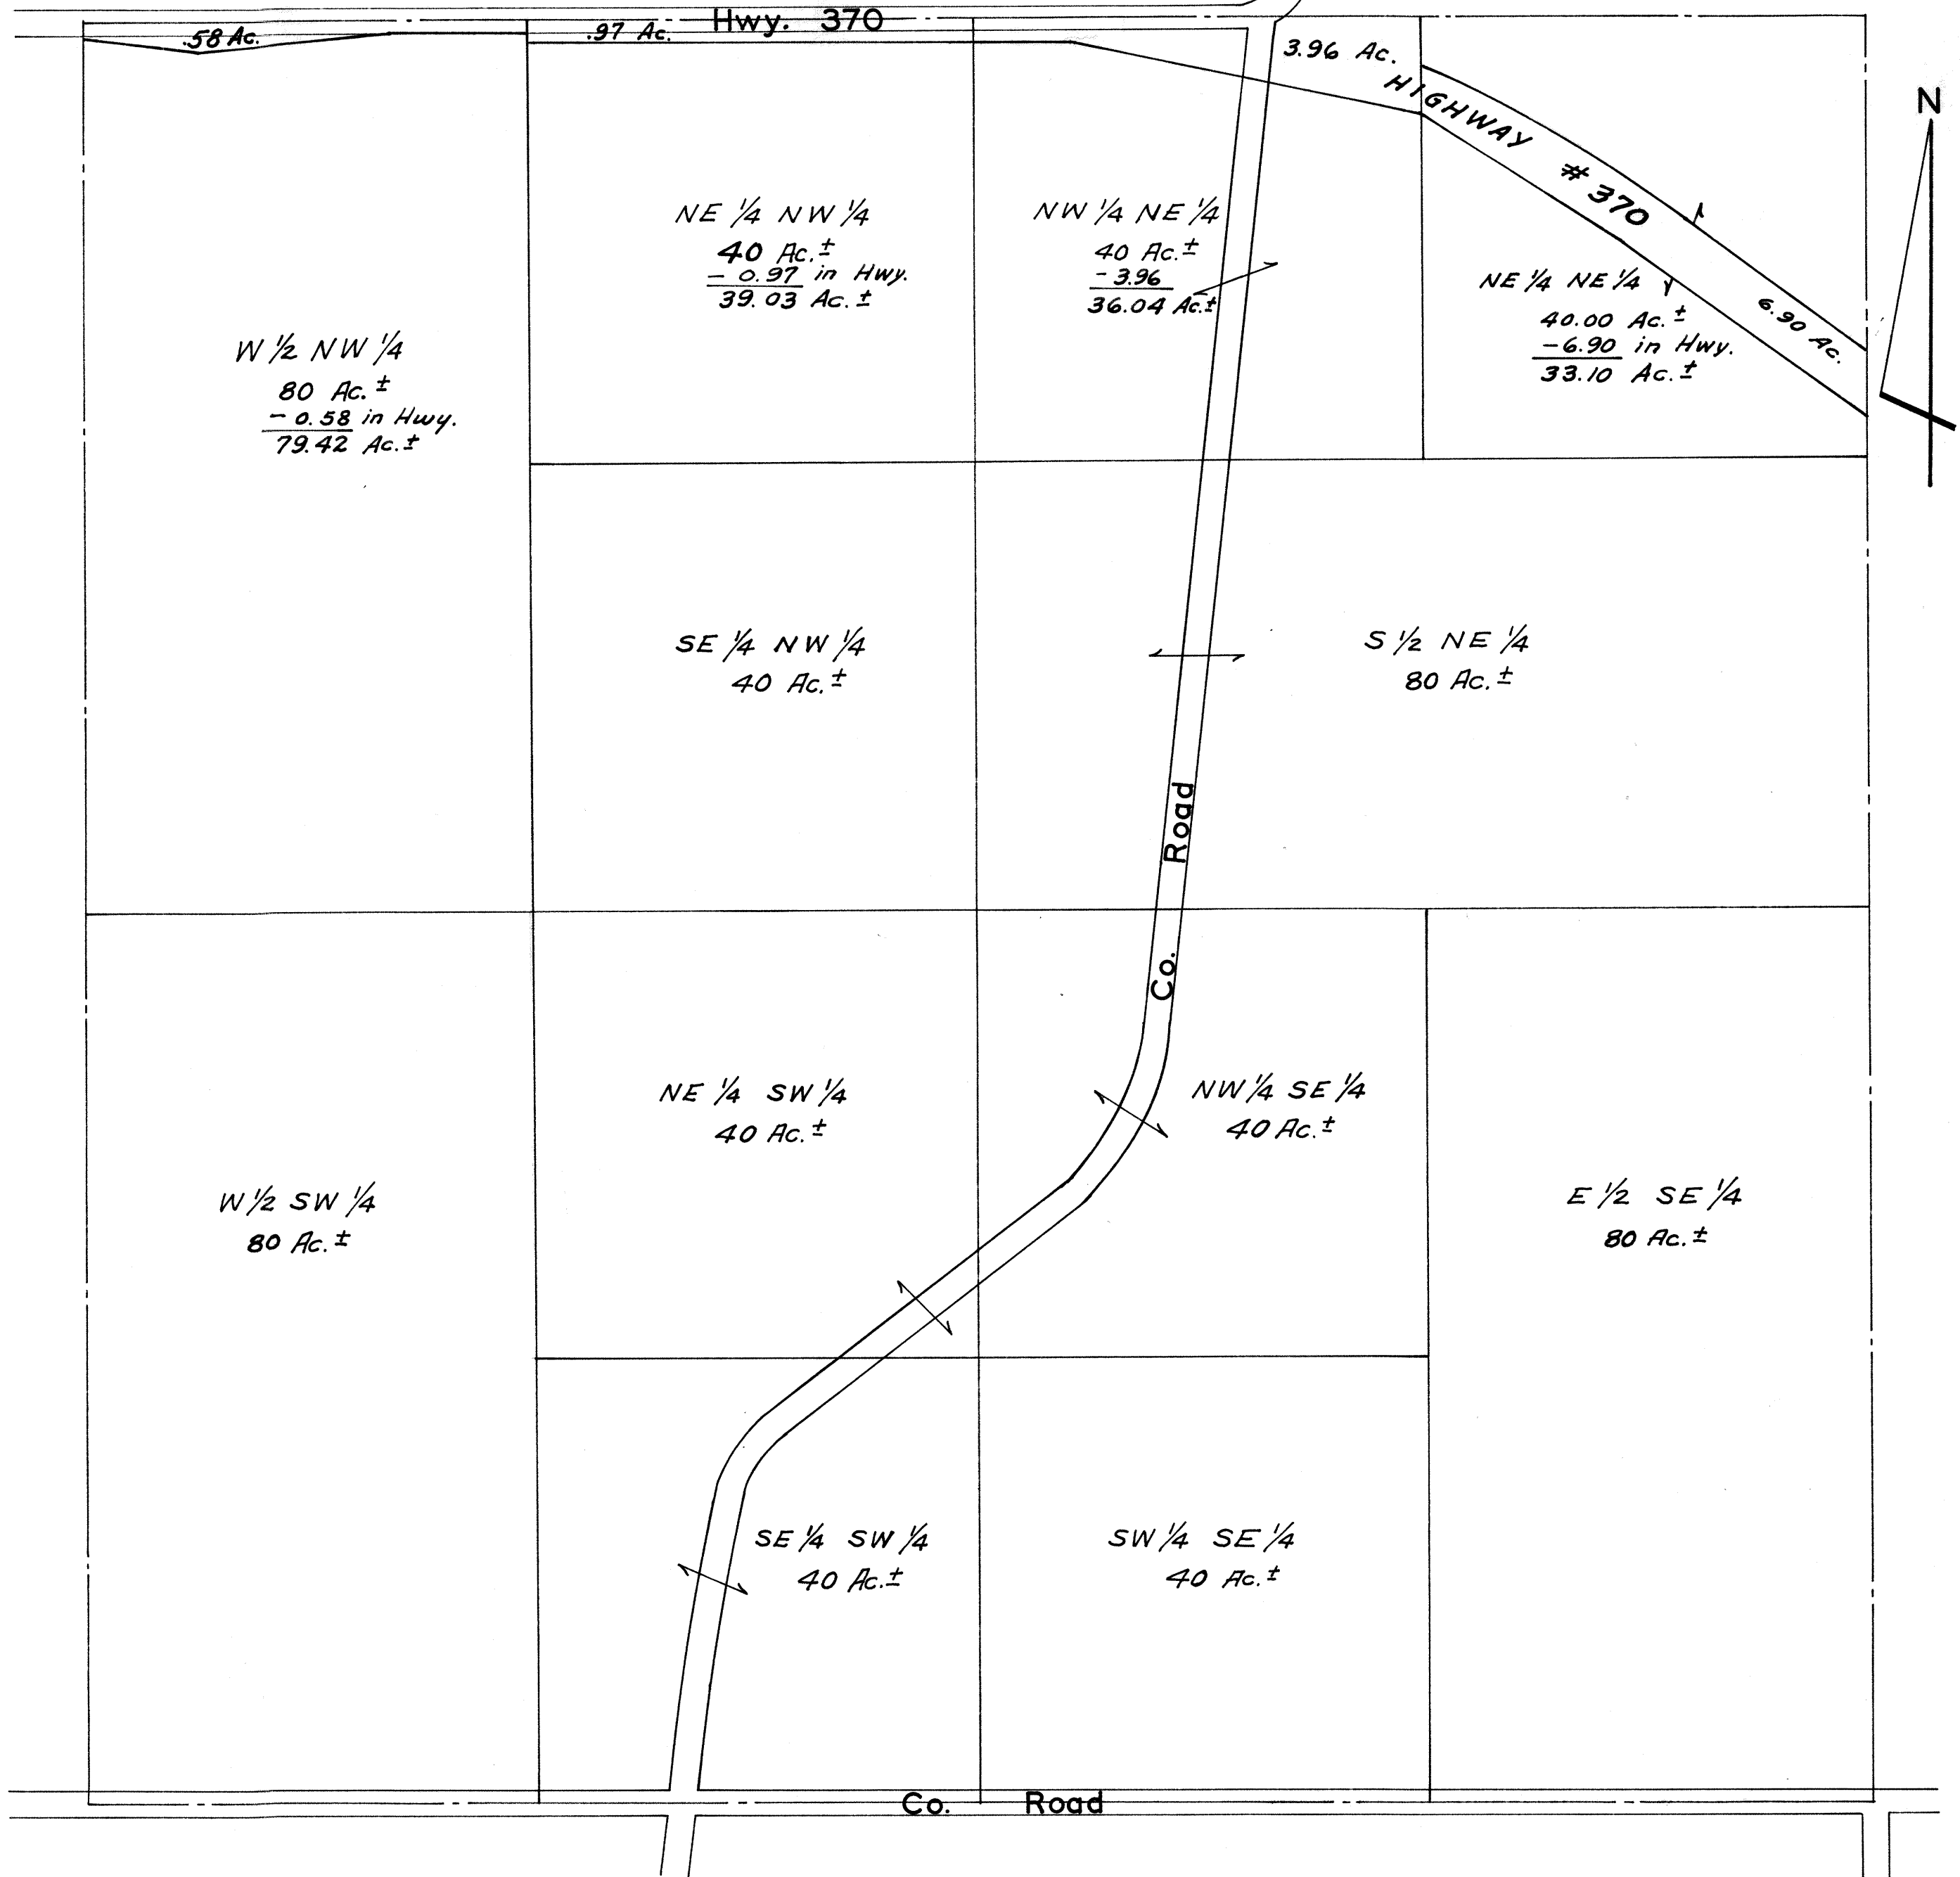 Hwy. 370
.58 Ac.
.97 Ac.
3.96 Ac.
HIGHWAY # 370
6.90 Ac.
N
W 1/2 NW 1/4
80 Ac. ±
- 0.58 in Hwy.
79.42 Ac. ±
NE 1/4 NW 1/4
40 Ac. ±
- 0.97 in Hwy.
39.03 Ac. ±
NW 1/4 NE 1/4
40 Ac. ±
- 3.96
36.04 Ac. ±
NE 1/4 NE 1/4
40.00 Ac. ±
-6.90 in Hwy.
33.10 Ac. ±
SE 1/4 NW 1/4
40 Ac. ±
S 1/2 NE 1/4
80 Ac. ±
Co. Road
W 1/2 SW 1/4
80 Ac. ±
NE 1/4 SW 1/4
40 Ac. ±
NW 1/4 SE 1/4
40 Ac. ±
E 1/2 SE 1/4
80 Ac. ±
SE 1/4 SW 1/4
40 Ac. ±
SW 1/4 SE 1/4
40 Ac. ±
Co. Road